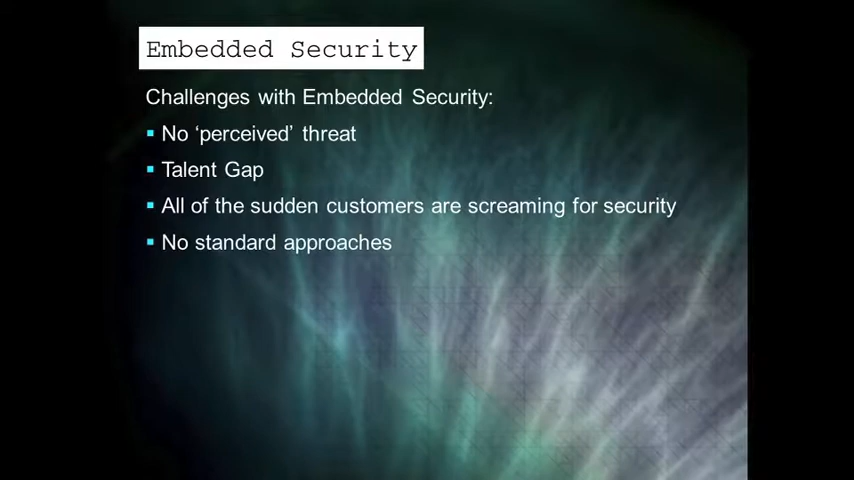 Embedded Security
Challenges with Embedded Security:
▪ No ‘perceived’ threat
▪ Talent Gap
▪ All of the sudden customers are screaming for security
▪ No standard approaches